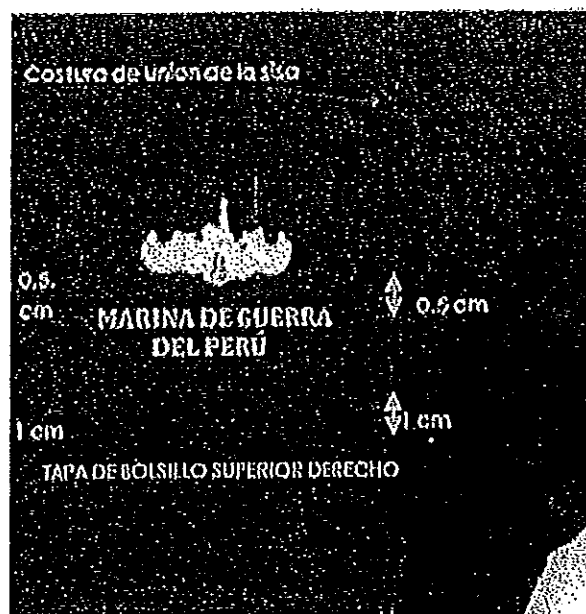 Costura de union de la sisa
0.5
cm
MARINA DE GUERRA
DEL PERÚ
0.5 cm
1 cm
1 cm
TAPA DE BOLSILLO SUPERIOR DERECHO